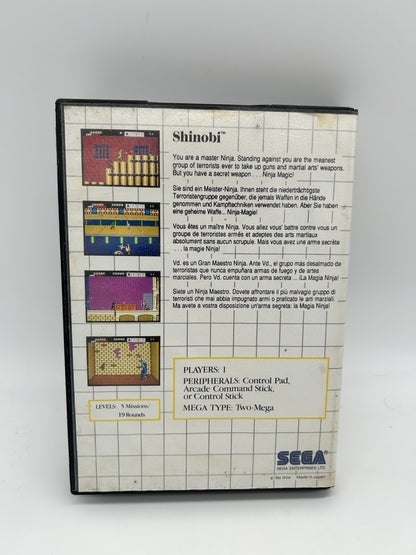 Shinobi™
You are a master Ninja. Standing against you are the meanest
group of terrorists ever to take up guns and martial arts' weapons.
But you have a secret weapon . . . Ninja Magic!
Sie sind ein Meister-Ninja. Ihnen steht die niederträchtigste
Terroristengruppe gegenüber, die jemals Waffen in die Hände
genommen und Kampftechniken verwendet haben. Aber Sie haben
eine geheime Waffe... Ninja-Magie!
Vous êtes un maître Ninja. Vous allez vous battre contre vous un
groupe de terroristes armés et adeptes des arts martiaux
absolument sans aucun scrupule. Mais vous avez une arme secrète
. . . la magie Ninja!
Vd. es un Gran Maestro Ninja. Ante Vd., el grupo más desalmado de
terroristas que nunca empuñara armas de fuego y de artes
marciales. Pero Vd. cuenta con un arma secreta ... ¡La Magia Ninja!
Siete un Ninja Maestro. Dovete affrontare il più malvagio gruppo di
terroristi che mai abbia impugnato armi o praticato le arti marziali.
Ma avete a vostra disposizione un'arma segreta: la magia Ninja!
PLAYERS: 1
PERIPHERALS: Control Pad,
Arcade Command Stick,
or Control Stick
MEGA TYPE: Two-Mega
LEVELS: 5 Missions/
19 Rounds
SEGA
SEGA ENTERPRISES LTD.
Made in Japan